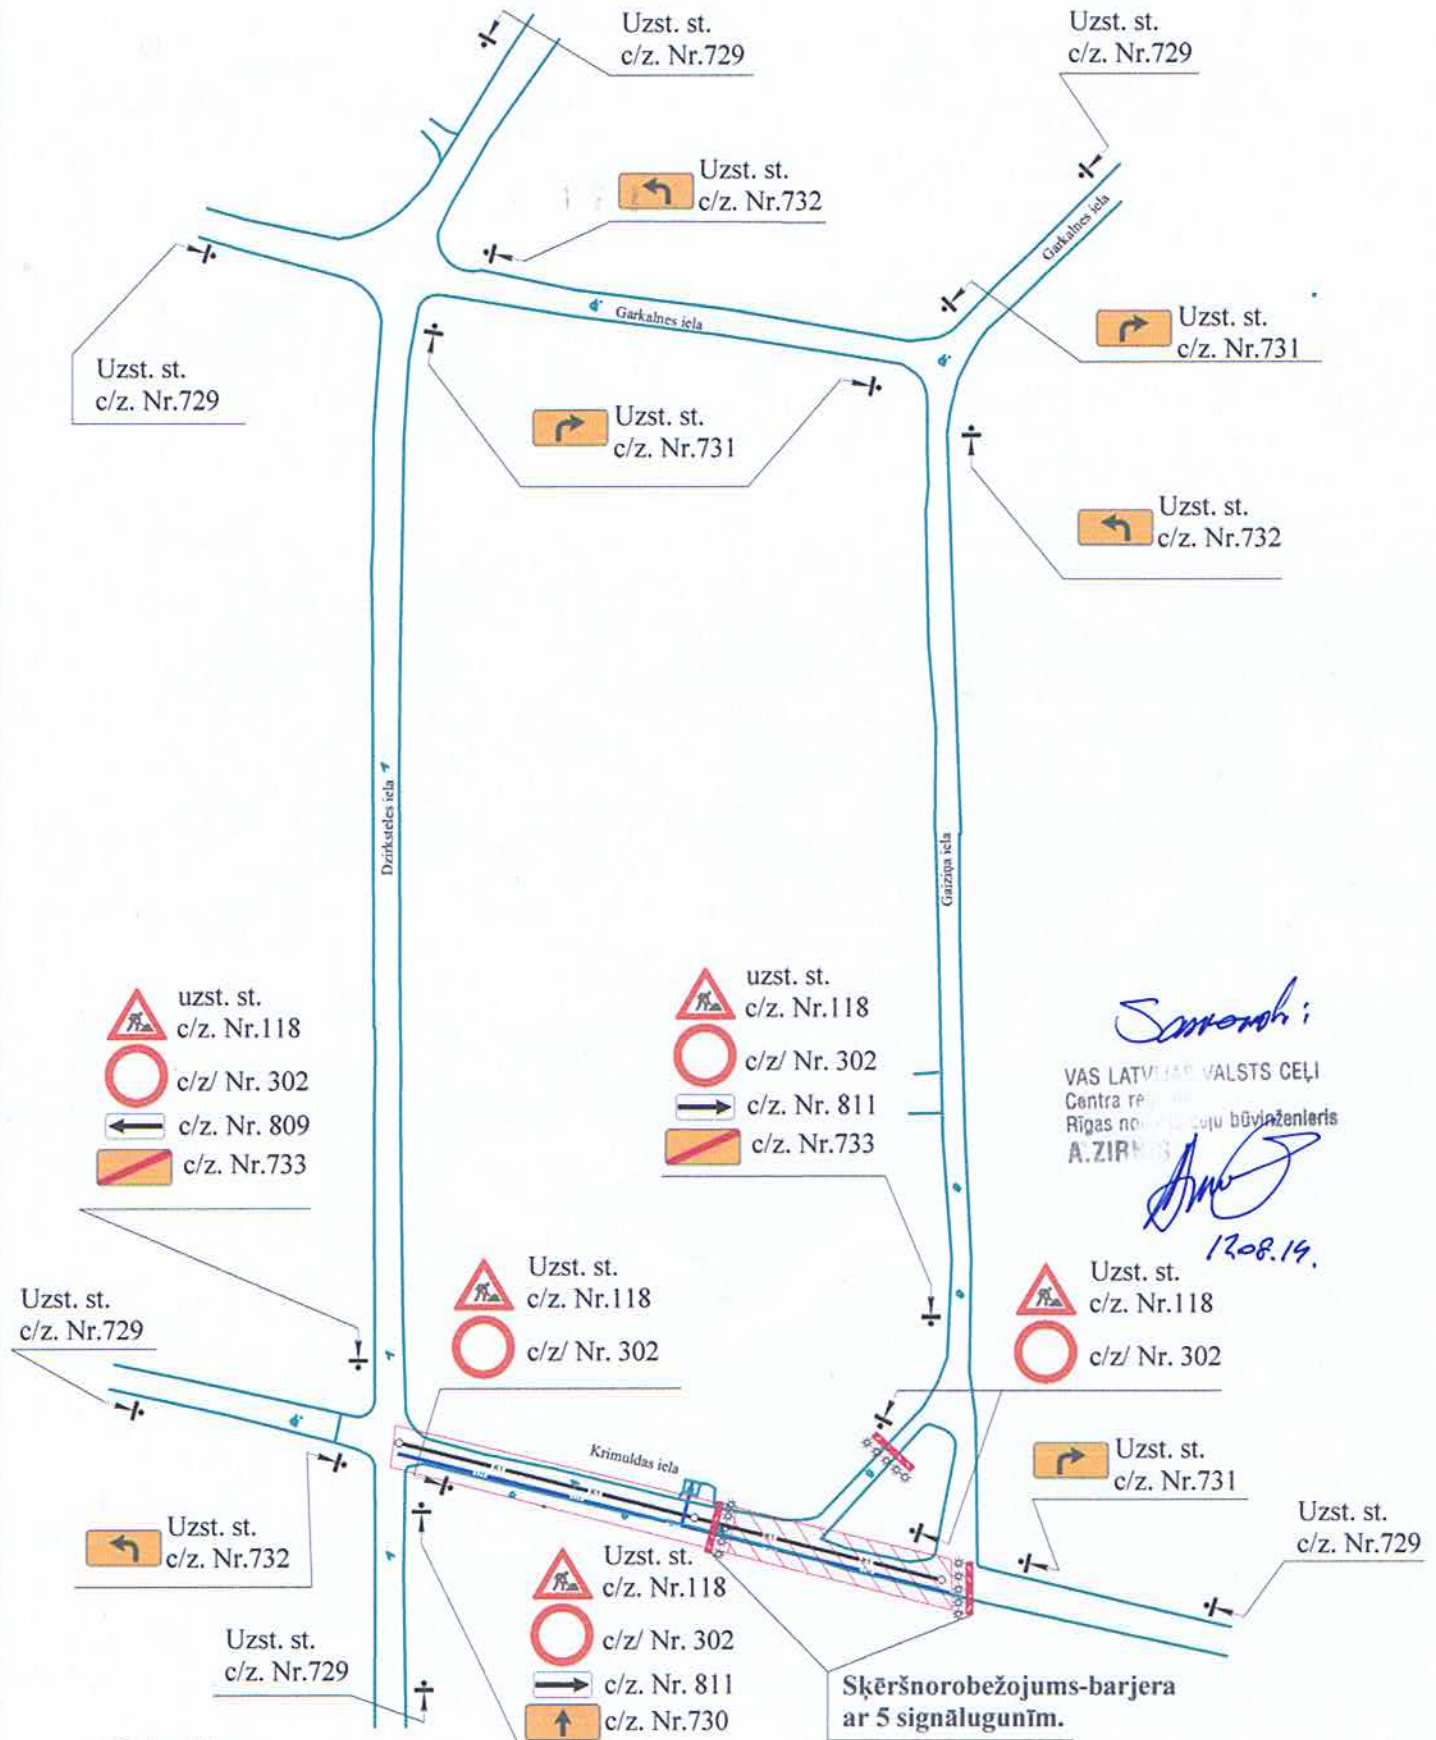 Uzst. st.
c/z. Nr.729
Uzst. st.
c/z. Nr.729
Uzst. st.
c/z. Nr.732
Garkalnes iela
Garkalnes iela
Uzst. st.
c/z. Nr.731
Uzst. st.
c/z. Nr.729
Uzst. st.
c/z. Nr.731
Uzst. st.
c/z. Nr.732
Dzirksteles iela
Gaiziņa iela
uzst. st.
c/z. Nr.118
c/z/ Nr. 302
c/z. Nr. 809
c/z. Nr.733
uzst. st.
c/z. Nr.118
c/z/ Nr. 302
c/z. Nr. 811
c/z. Nr.733
VAS LATVIJAS VALSTS CEĻI
Centra
Rīgas būvinženieris
12.08.14.
Uzst. st.
c/z. Nr.729
Uzst. st.
c/z. Nr.118
c/z/ Nr. 302
Uzst. st.
c/z. Nr.118
c/z/ Nr. 302
Krimuldas iela
K1
K1
K1
K1
Uzst. st.
c/z. Nr.731
Uzst. st.
c/z. Nr.729
Uzst. st.
c/z. Nr.732
Uzst. st.
c/z. Nr.729
Uzst. st.
c/z. Nr.118
c/z/ Nr. 302
c/z. Nr. 811
c/z. Nr.730
Šķēršnorobežojums-barjera
ar 5 signālugunīm.